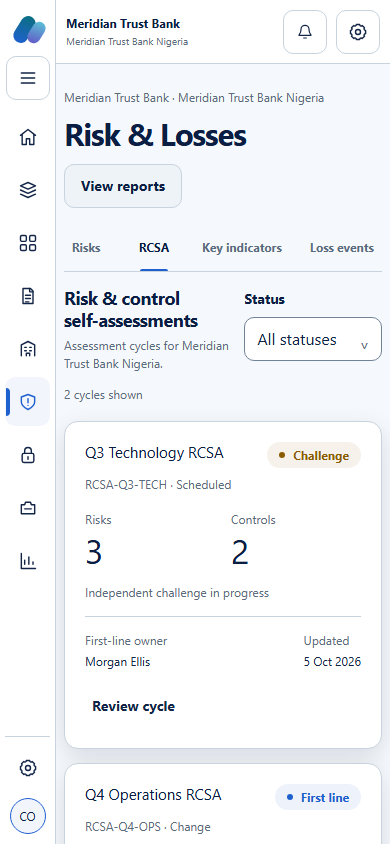 Meridian Trust Bank
Meridian Trust Bank Nigeria
Meridian Trust Bank · Meridian Trust Bank Nigeria
Risk & Losses
View reports
Risks
RCSA
Key indicators
Loss events
Risk & control
self-assessments
Assessment cycles for Meridian
Trust Bank Nigeria.
2 cycles shown
Status
All statuses
Q3 Technology RCSA
Challenge
RCSA-Q3-TECH · Scheduled
Risks
Controls
3
2
Independent challenge in progress
First-line owner
Updated
Morgan Ellis
5 Oct 2026
Review cycle
CO
Q4 Operations RCSA
First line
RCSA-Q4-OPS · Change